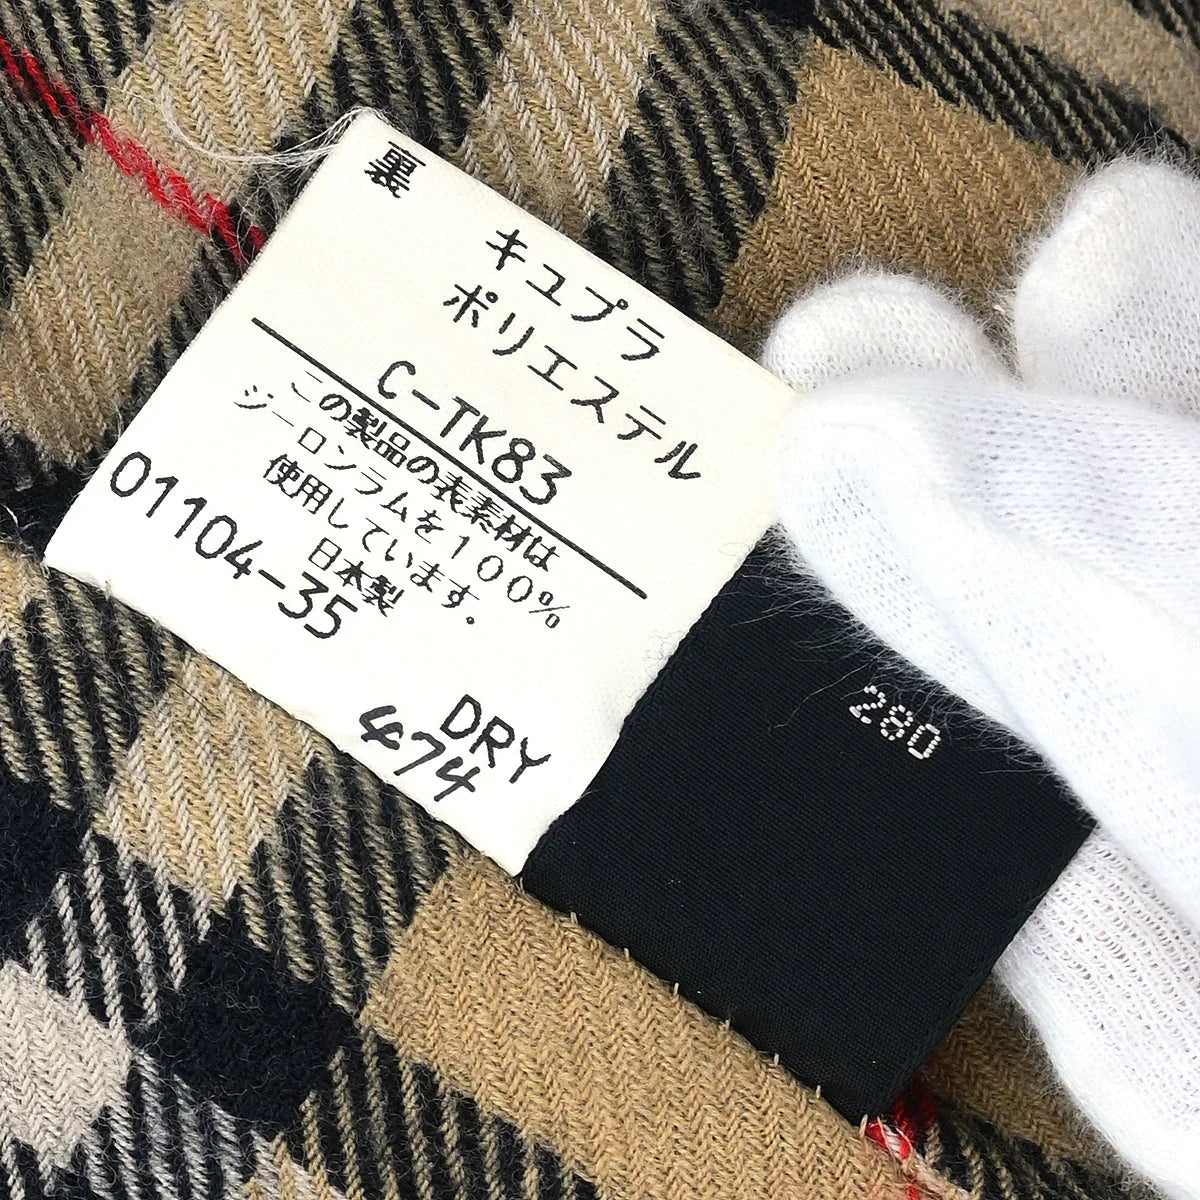 裏
キュプラ
ポリエステル
C-TK83
この製品の表素材は
ジーロンラムを100%
使用しています。
日本製
01104-35
DRY
474
280